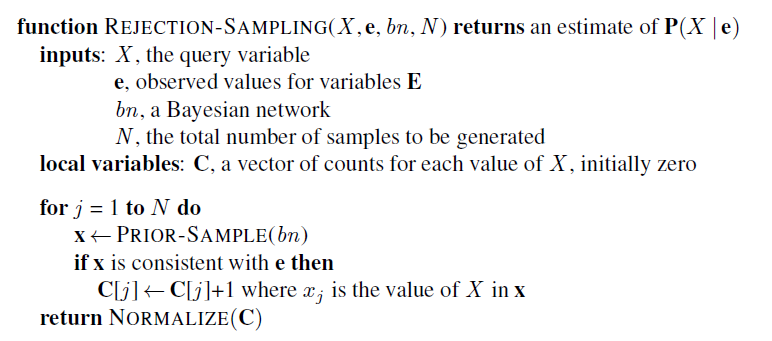 function REJECTION-SAMPLING(X, e, bn, N) returns an estimate of P(X | e)
inputs: X, the query variable
e, observed values for variables E
bn, a Bayesian network
N, the total number of samples to be generated
local variables: C, a vector of counts for each value of X, initially zero
for j = 1 to N do
x ← PRIOR-SAMPLE(bn)
if x is consistent with e then
C[j] ← C[j]+1 where xⱼ is the value of X in x
return NORMALIZE(C)